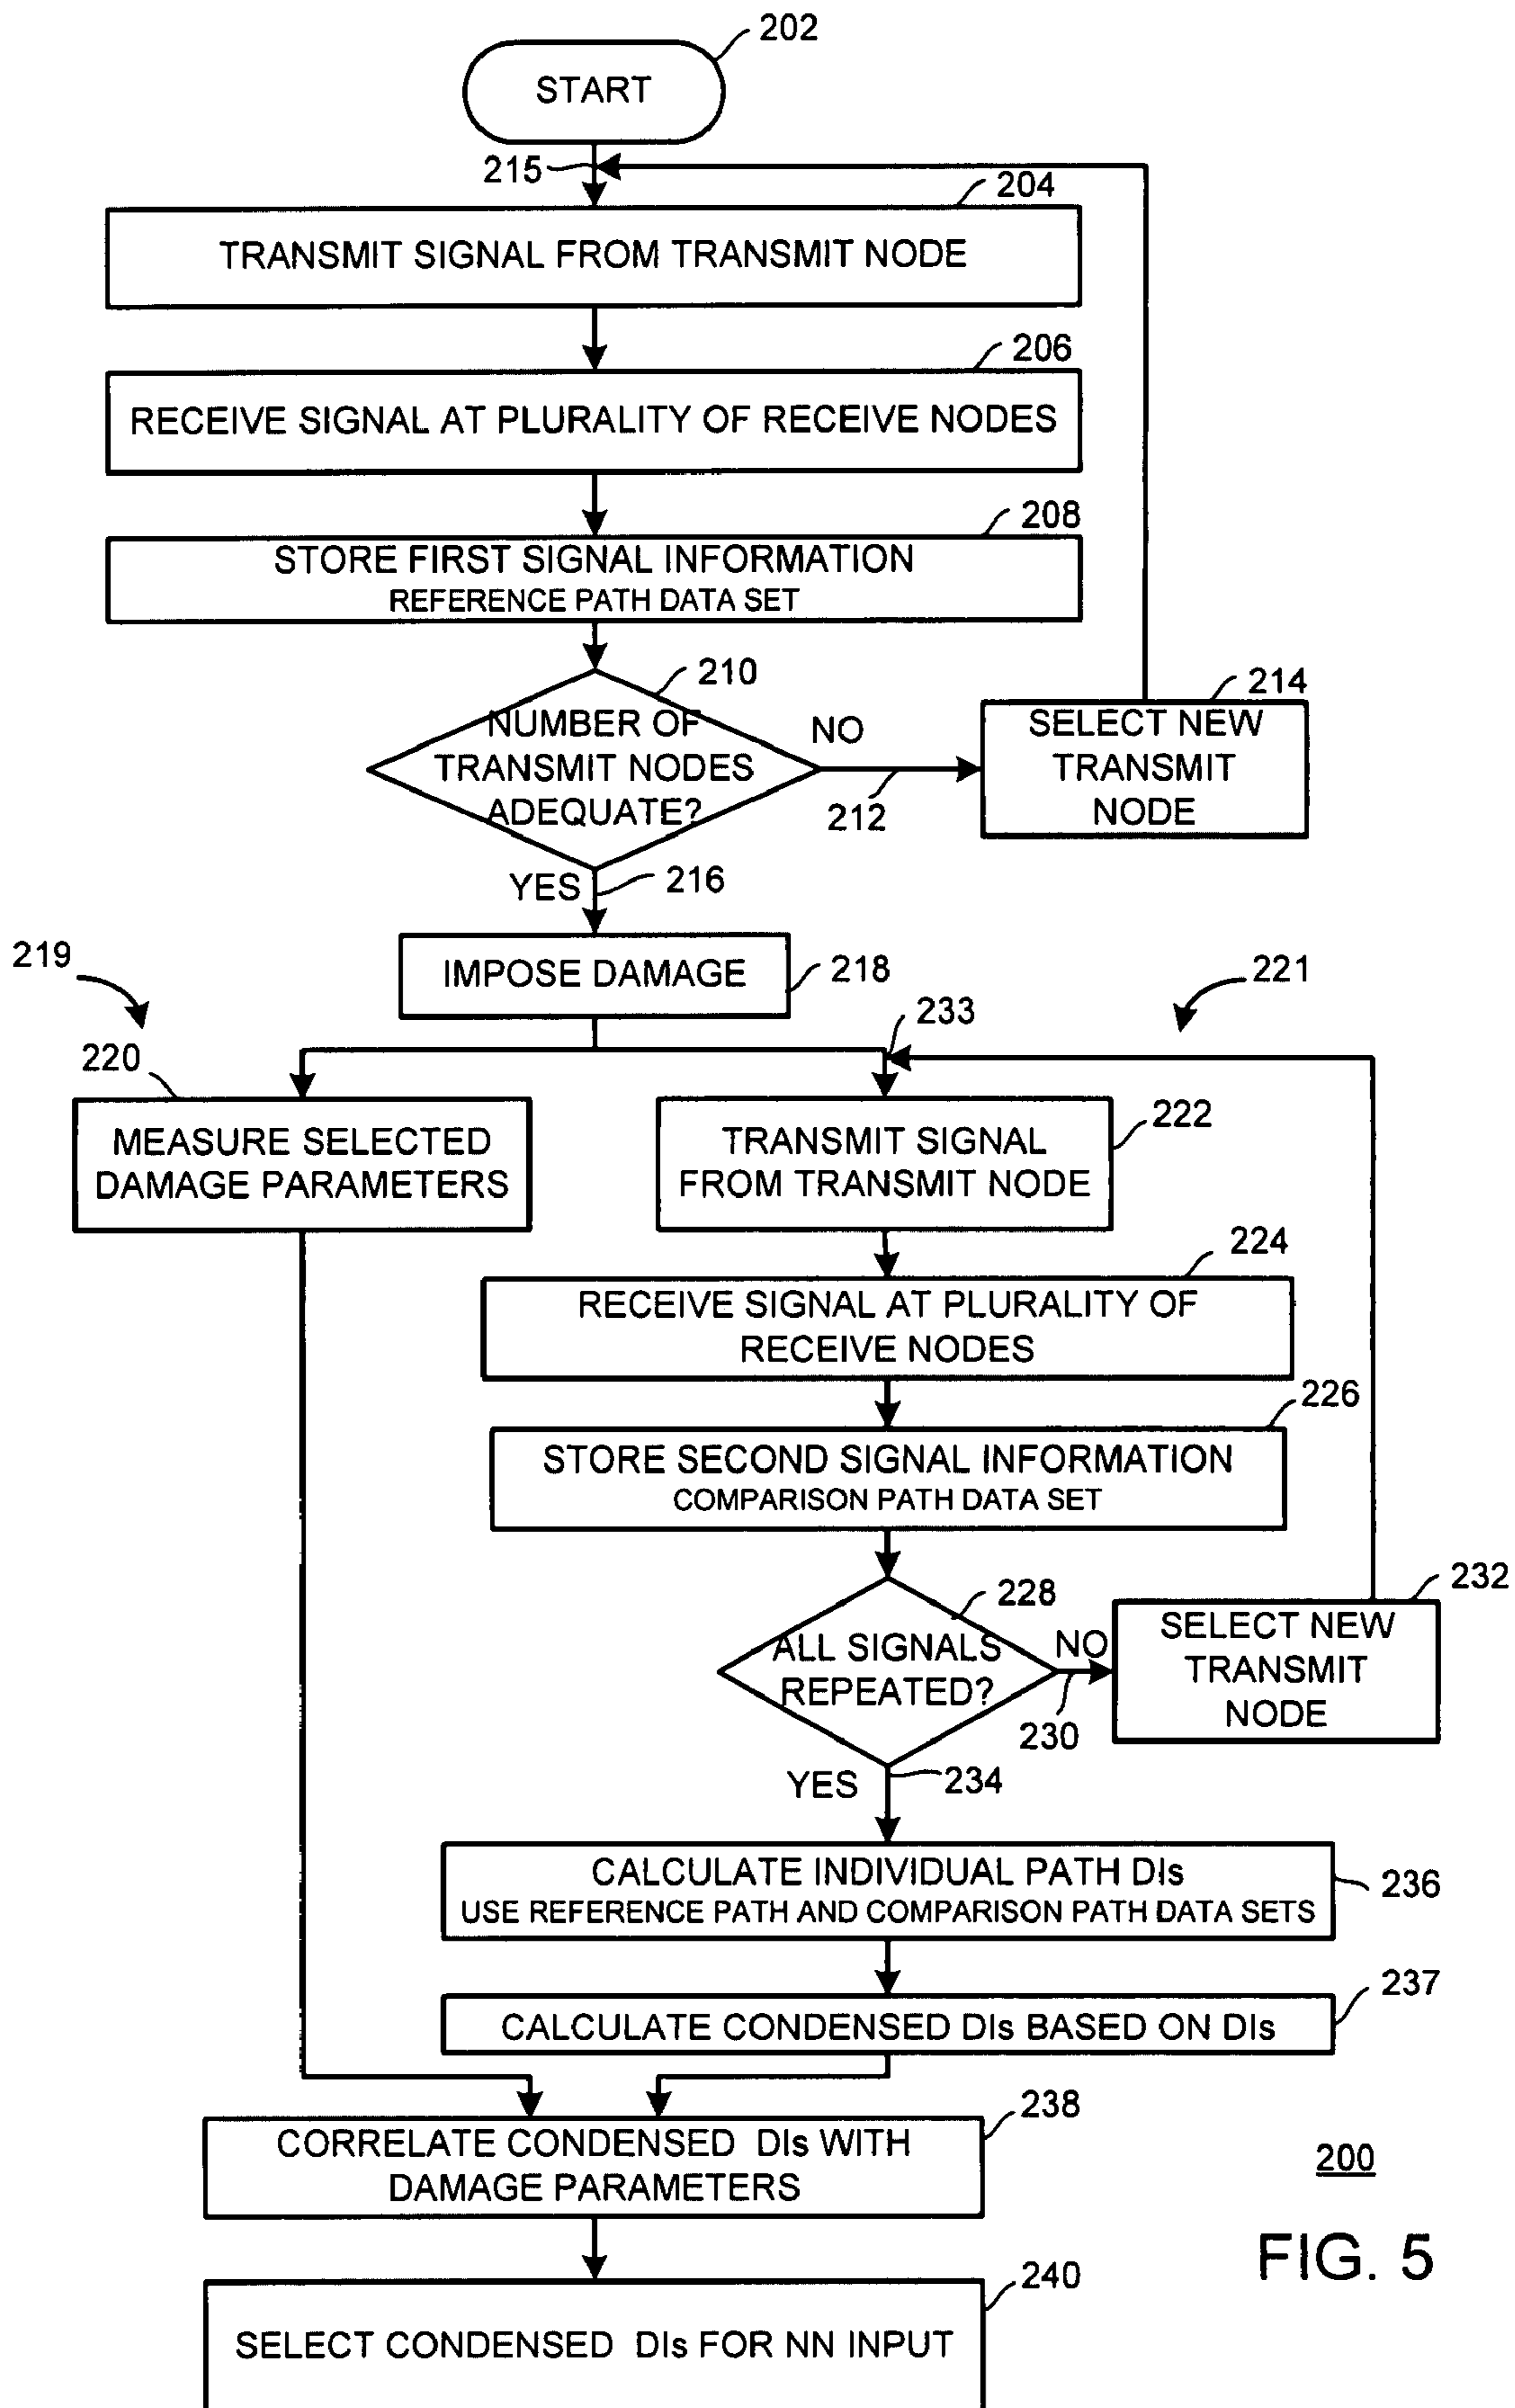 202
START
215
204
TRANSMIT SIGNAL FROM TRANSMIT NODE
206
RECEIVE SIGNAL AT PLURALITY OF RECEIVE NODES
208
STORE FIRST SIGNAL INFORMATION
REFERENCE PATH DATA SET
210
NUMBER OF
TRANSMIT NODES
ADEQUATE?
NO
212
214
SELECT NEW
TRANSMIT
NODE
YES
216
IMPOSE DAMAGE
218
219
221
233
220
MEASURE SELECTED
DAMAGE PARAMETERS
222
TRANSMIT SIGNAL
FROM TRANSMIT NODE
224
RECEIVE SIGNAL AT PLURALITY OF
RECEIVE NODES
226
STORE SECOND SIGNAL INFORMATION
COMPARISON PATH DATA SET
228
ALL SIGNALS
REPEATED?
NO
230
232
SELECT NEW
TRANSMIT
NODE
YES
234
CALCULATE INDIVIDUAL PATH DIs
USE REFERENCE PATH AND COMPARISON PATH DATA SETS
236
237
CALCULATE CONDENSED DIs BASED ON DIs
238
CORRELATE CONDENSED DIs WITH
DAMAGE PARAMETERS
240
SELECT CONDENSED DIs FOR NN INPUT
200
FIG. 5